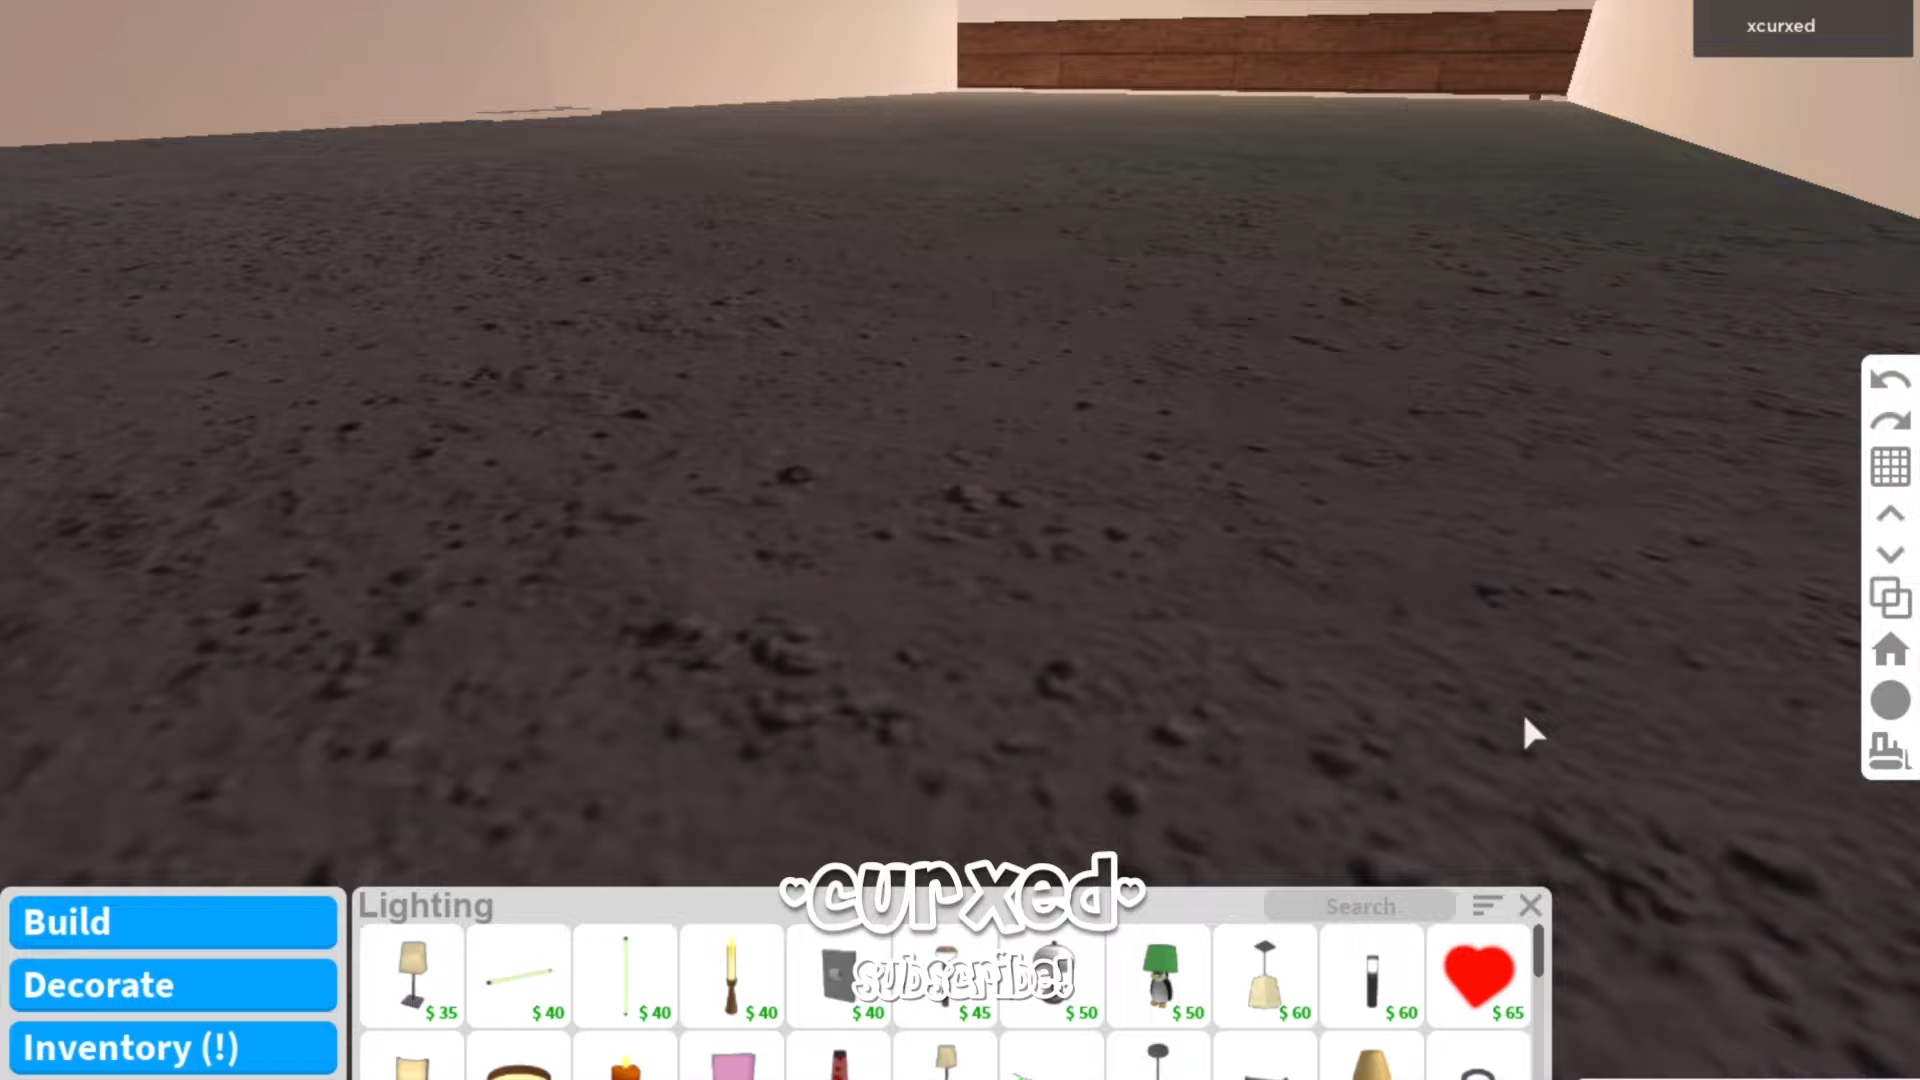 xcurxed
Build
Decorate
Inventory (!)
Lighting
Search
curxed
subscribe!
$ 35
$ 40
$ 40
$ 40
$ 40
$ 45
$ 50
$ 50
$ 60
$ 60
$ 65